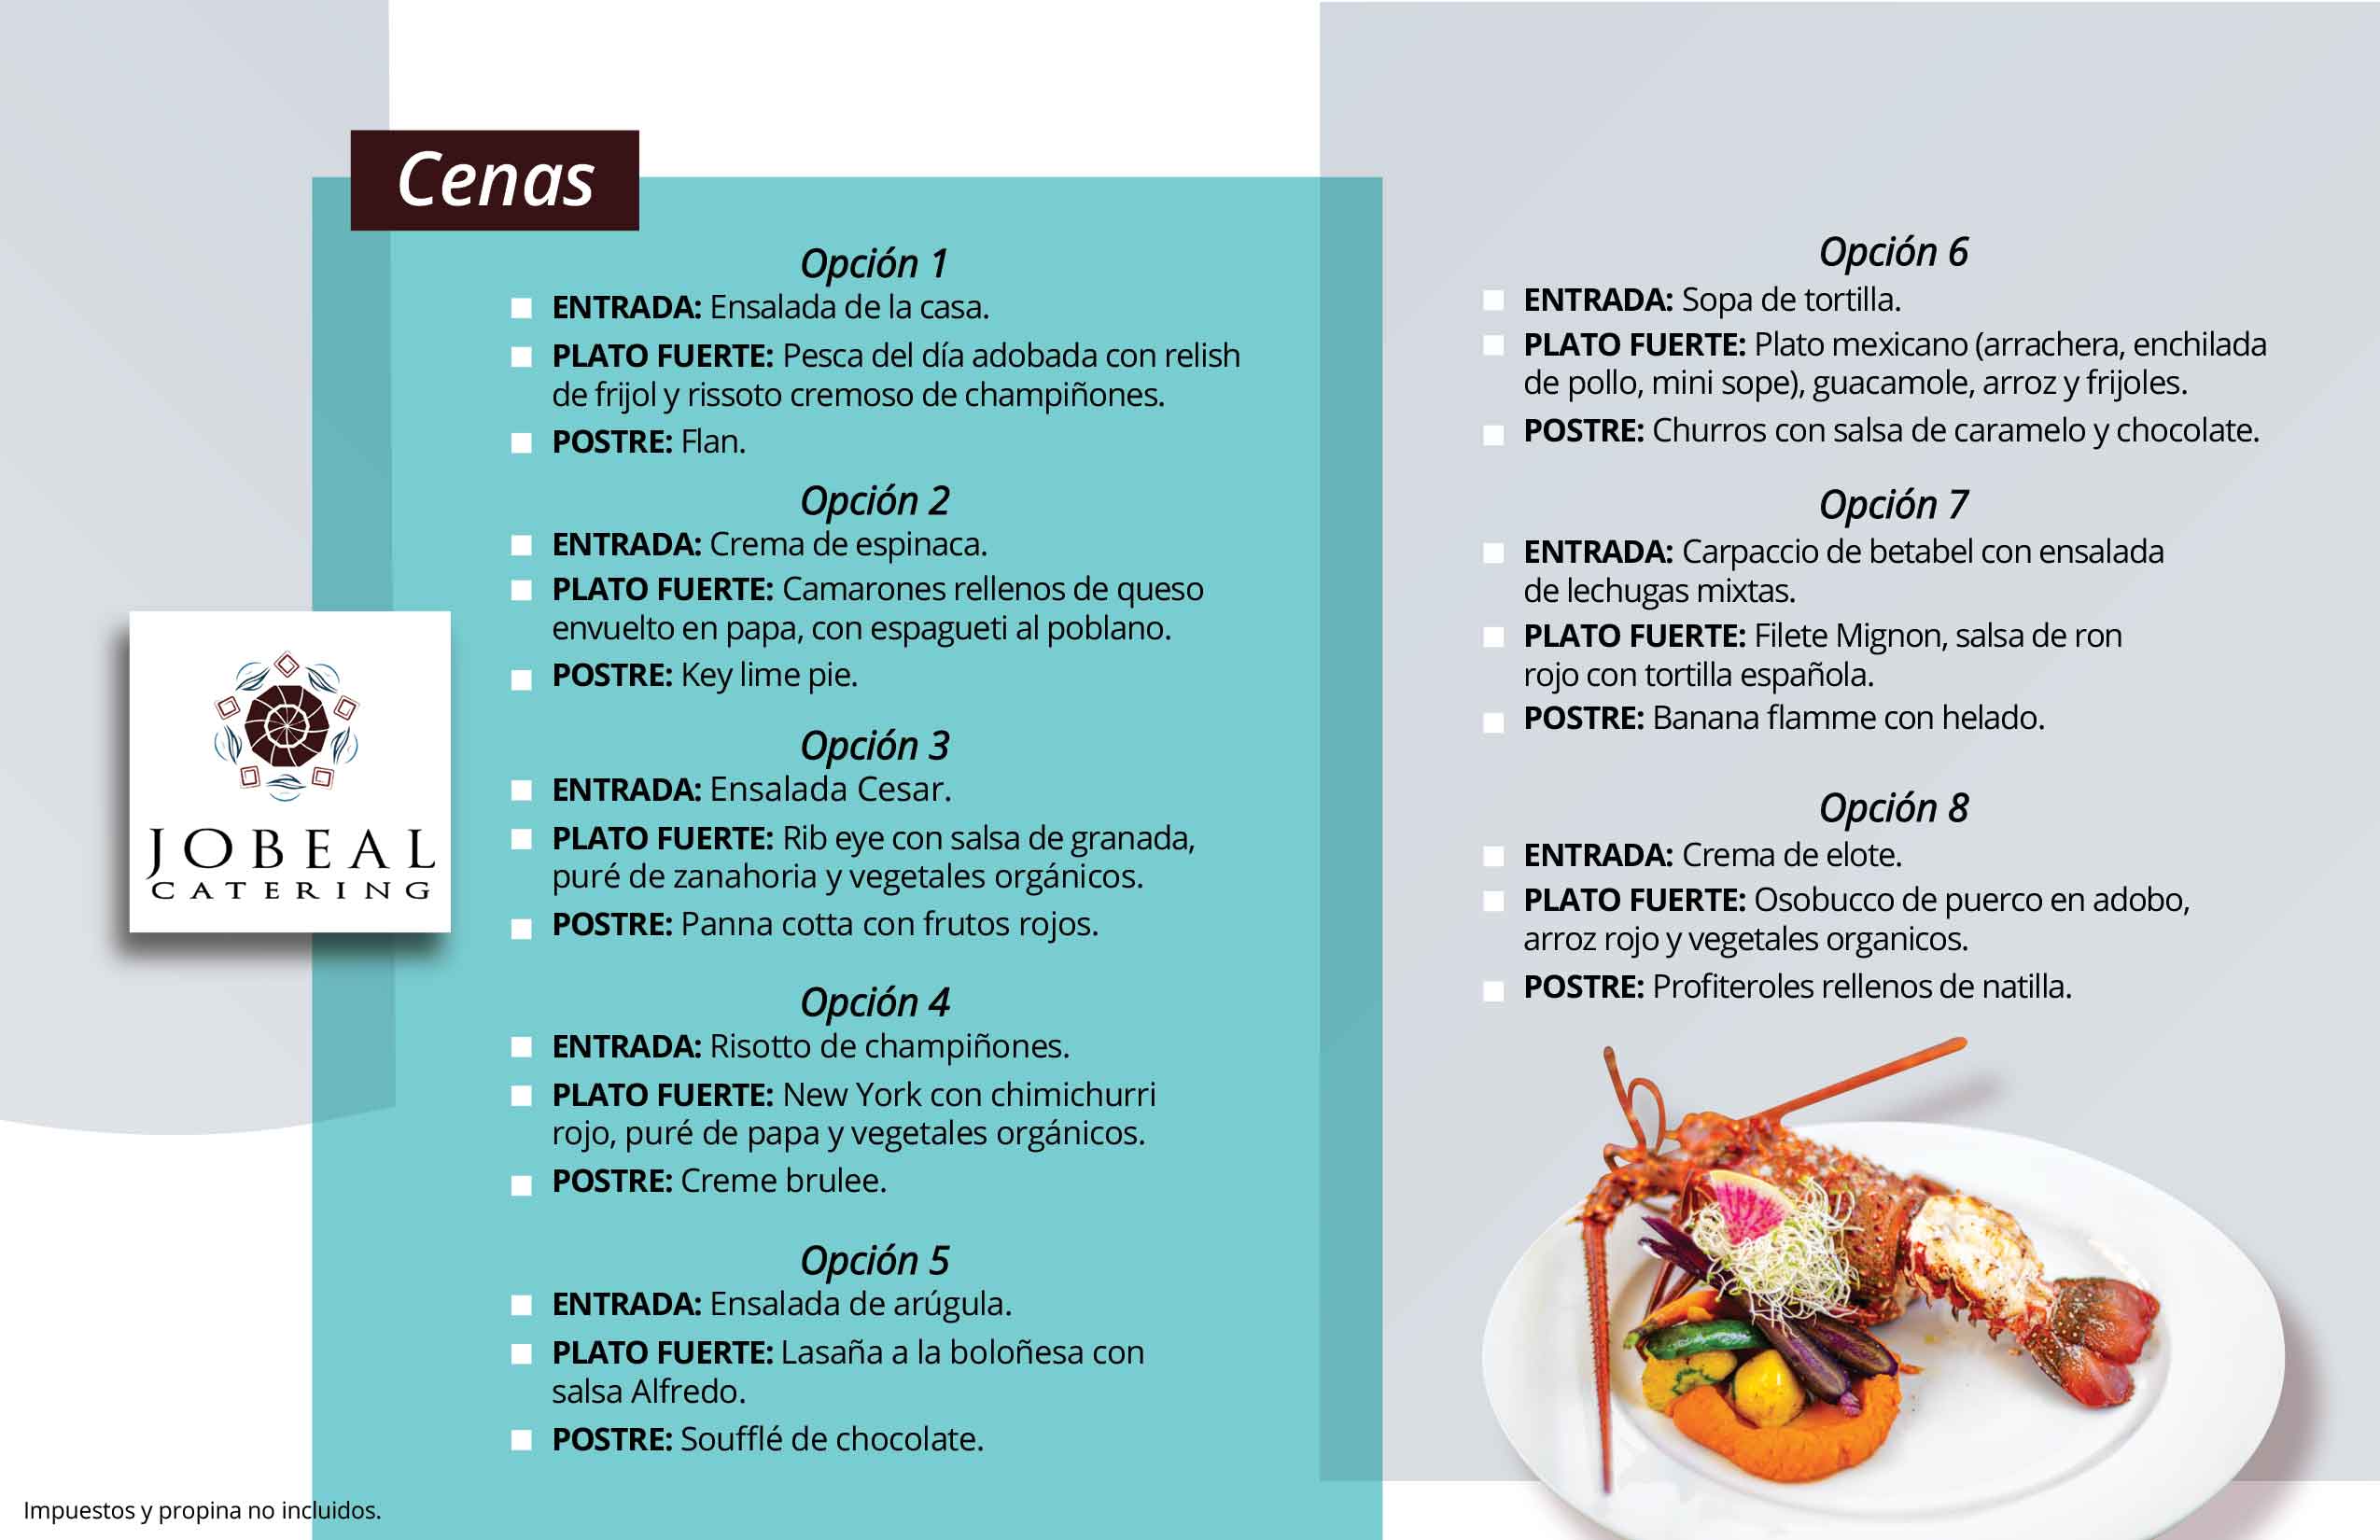 Cenas
Opción 1
ENTRADA: Ensalada de la casa.
PLATO FUERTE: Pesca del día adobada con relish
de frijol y rissoto cremoso de champiñones.
POSTRE: Flan.
Opción 2
ENTRADA: Crema de espinaca.
PLATO FUERTE: Camarones rellenos de queso
envuelto en papa, con espagueti al poblano.
POSTRE: Key lime pie.
Opción 3
ENTRADA: Ensalada Cesar.
PLATO FUERTE: Rib eye con salsa de granada,
puré de zanahoria y vegetales orgánicos.
POSTRE: Panna cotta con frutos rojos.
Opción 4
ENTRADA: Risotto de champiñones.
PLATO FUERTE: New York con chimichurri
rojo, puré de papa y vegetales orgánicos.
POSTRE: Creme brulee.
Opción 5
ENTRADA: Ensalada de arúgula.
PLATO FUERTE: Lasaña a la boloñesa con
salsa Alfredo.
POSTRE: Soufflé de chocolate.
Opción 6
ENTRADA: Sopa de tortilla.
PLATO FUERTE: Plato mexicano (arrachera, enchilada
de pollo, mini sope), guacamole, arroz y frijoles.
POSTRE: Churros con salsa de caramelo y chocolate.
Opción 7
ENTRADA: Carpaccio de betabel con ensalada
de lechugas mixtas.
PLATO FUERTE: Filete Mignon, salsa de ron
rojo con tortilla española.
POSTRE: Banana flamme con helado.
Opción 8
ENTRADA: Crema de elote.
PLATO FUERTE: Osobucco de puerco en adobo,
arroz rojo y vegetales organicos.
POSTRE: Profiteroles rellenos de natilla.
JOBEAL
CATERING
Impuestos y propina no incluidos.